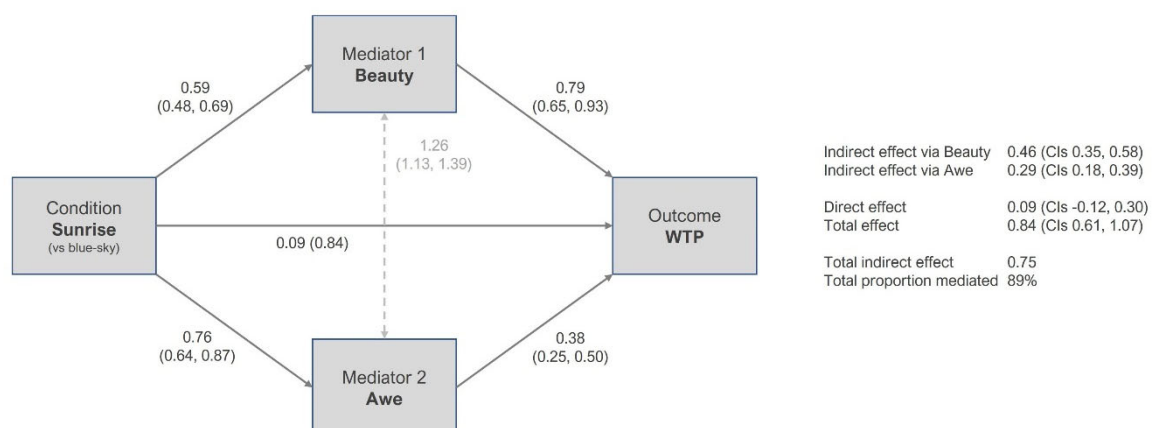 Mediator 1
Beauty
0.59
(0.48, 0.69)
0.79
(0.65, 0.93)
1.26
(1.13, 1.39)
Condition
Sunrise
(vs blue-sky)
0.09 (0.84)
Outcome
WTP
0.76
(0.64, 0.87)
0.38
(0.25, 0.50)
Mediator 2
Awe
Indirect effect via Beauty 0.46 (CIs 0.35, 0.58)
Indirect effect via Awe 0.29 (CIs 0.18, 0.39)
Direct effect 0.09 (CIs -0.12, 0.30)
Total effect 0.84 (CIs 0.61, 1.07)
Total indirect effect 0.75
Total proportion mediated 89%